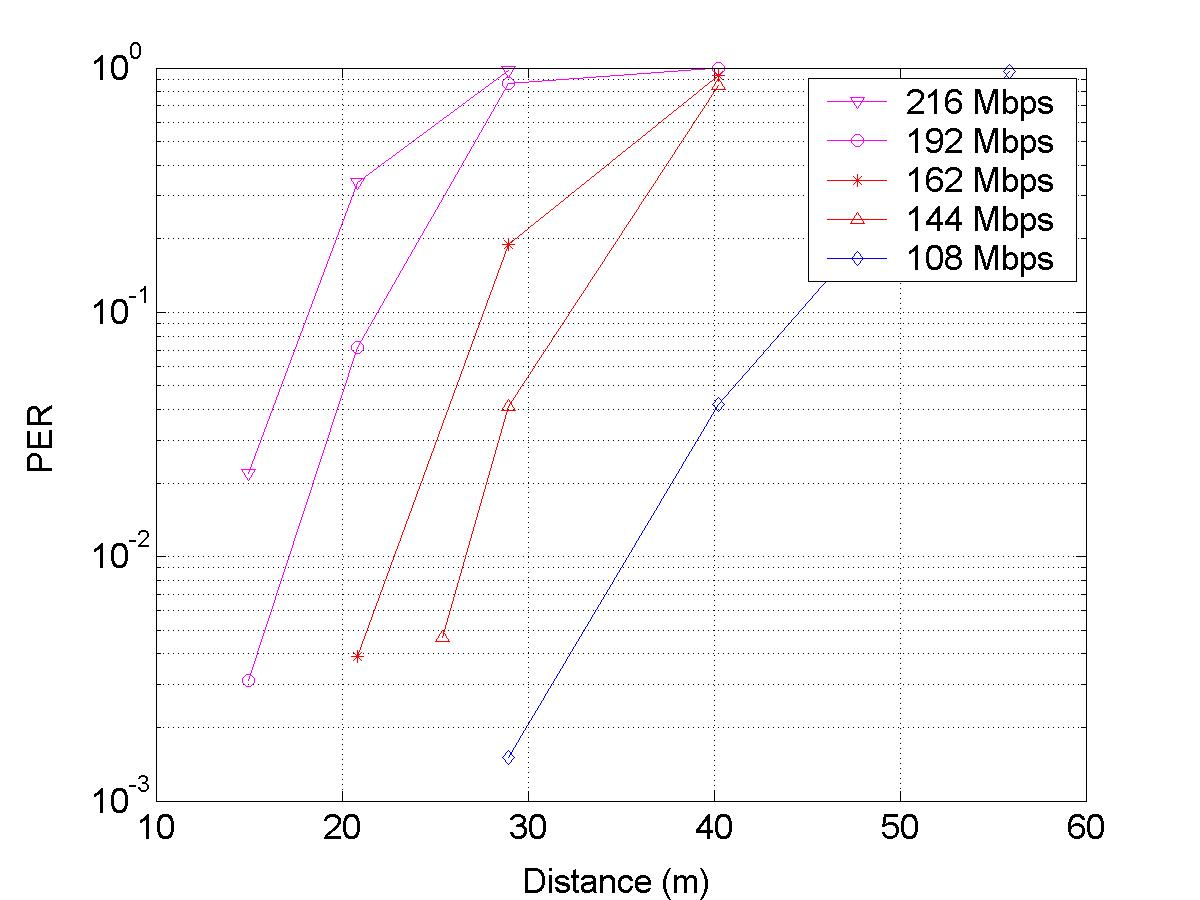 10^0
10^-1
10^-2
10^-3
PER
216 Mbps
192 Mbps
162 Mbps
144 Mbps
108 Mbps
10 20 30 40 50 60
Distance (m)